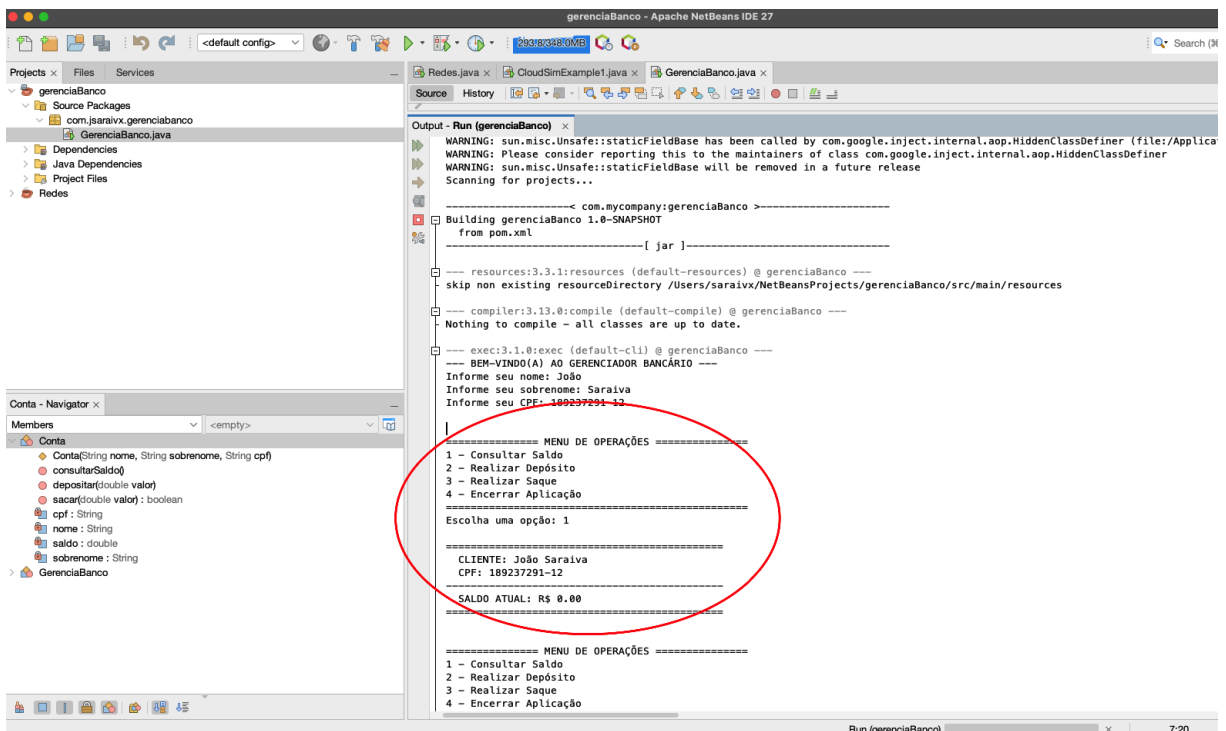 gerenciaBanco - Apache NetBeans IDE 27
<default config>
293.8/348.0MB
Search (⌘
Projects Files Services
gerenciaBanco
Source Packages
com.jsaraivx.gerenciabanco
GerenciaBanco.java
Dependencies
Java Dependencies
Project Files
Redes
Conta - Navigator
Members <empty>
Conta
Conta(String nome, String sobrenome, String cpf)
consultarSaldo()
depositar(double valor)
sacar(double valor) : boolean
cpf : String
nome : String
saldo : double
sobrenome : String
GerenciaBanco
Redes.java CloudSimExample1.java GerenciaBanco.java
Source History
Output - Run (gerenciaBanco)
WARNING: sun.misc.Unsafe::staticFieldBase has been called by com.google.inject.internal.aop.HiddenClassDefiner (file:/Applica
WARNING: Please consider reporting this to the maintainers of class com.google.inject.internal.aop.HiddenClassDefiner
WARNING: sun.misc.Unsafe::staticFieldBase will be removed in a future release
Scanning for projects...
--------------------< com.mycompany:gerenciaBanco >---------------------
Building gerenciaBanco 1.0-SNAPSHOT
from pom.xml
--------------------------------[ jar ]---------------------------------
--- resources:3.3.1:resources (default-resources) @ gerenciaBanco ---
skip non existing resourceDirectory /Users/saraivx/NetBeansProjects/gerenciaBanco/src/main/resources
--- compiler:3.13.0:compile (default-compile) @ gerenciaBanco ---
Nothing to compile - all classes are up to date.
--- exec:3.1.0:exec (default-cli) @ gerenciaBanco ---
--- BEM-VINDO(A) AO GERENCIADOR BANCÁRIO ---
Informe seu nome: João
Informe seu sobrenome: Saraiva
Informe seu CPF: 189237291-12
=============== MENU DE OPERAÇÕES ===============
1 - Consultar Saldo
2 - Realizar Depósito
3 - Realizar Saque
4 - Encerrar Aplicação
=================================================
Escolha uma opção: 1
=============================================
CLIENTE: João Saraiva
CPF: 189237291-12
---------------------------------------------
SALDO ATUAL: R$ 0.00
=============================================
=============== MENU DE OPERAÇÕES ===============
1 - Consultar Saldo
2 - Realizar Depósito
3 - Realizar Saque
4 - Encerrar Aplicação
Run (gerenciaBanco) 7:20